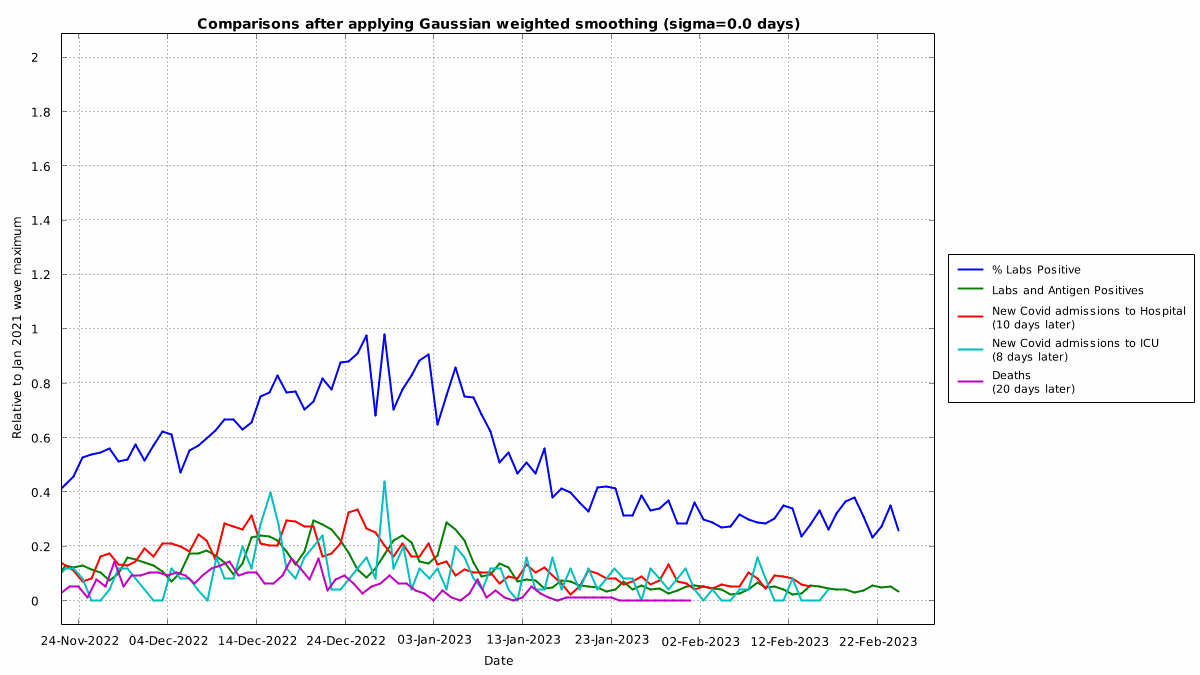 Comparisons after applying Gaussian weighted smoothing (sigma=0.0 days)
Relative to Jan 2021 wave maximum
2
1.8
1.6
1.4
1.2
1
0.8
0.6
0.4
0.2
0
24-Nov-2022 04-Dec-2022 14-Dec-2022 24-Dec-2022 03-Jan-2023 13-Jan-2023 23-Jan-2023 02-Feb-2023 12-Feb-2023 22-Feb-2023
Date
% Labs Positive
Labs and Antigen Positives
New Covid admissions to Hospital
(10 days later)
New Covid admissions to ICU
(8 days later)
Deaths
(20 days later)